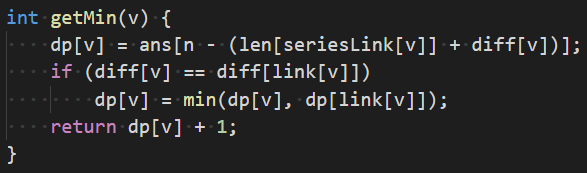 int getMin(v) {
    dp[v] = ans[n - (len[seriesLink[v]] + diff[v])];
    if (diff[v] == diff[link[v]])
        dp[v] = min(dp[v], dp[link[v]]);
    return dp[v] + 1;
}